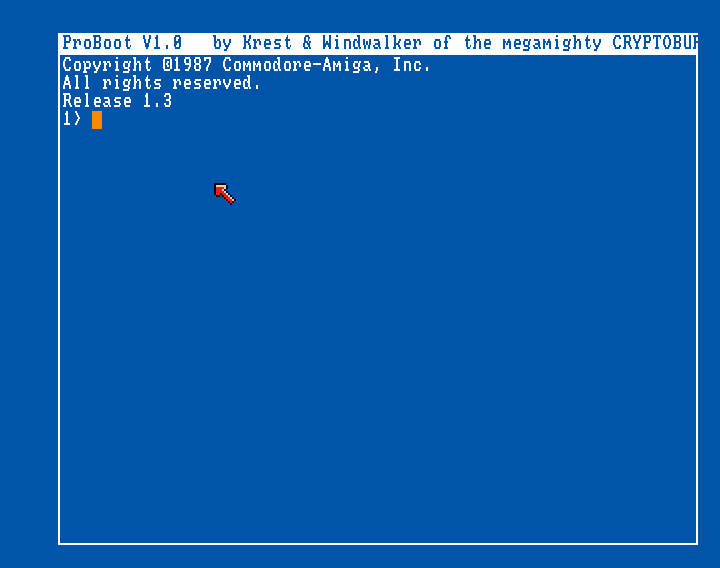 ProBoot V1.0   by Krest & Windwalker of the megamighty CRYPTOBUR
Copyright @1987 Commodore-Amiga, Inc.
All rights reserved.
Release 1.3
1>